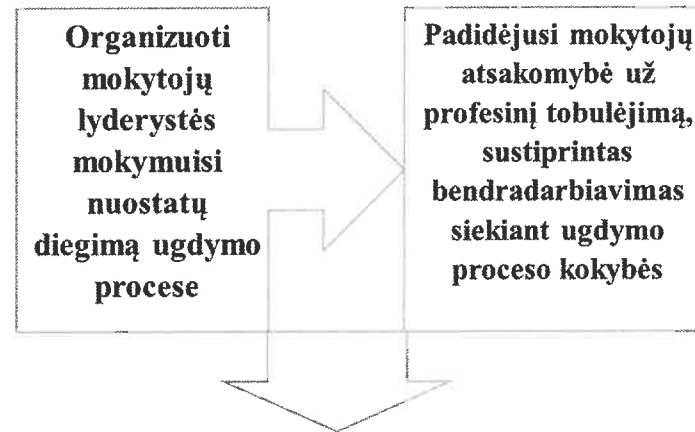 Organizuoti
mokytojų
lyderystės
mokymuisi
nuostatų
diegimą ugdymo
procese
Padidėjusi mokytojų
atsakomybė už
profesinį tobulėjimą,
sustiprintas
bendradarbiavimas
siekiant ugdymo
proceso kokybės